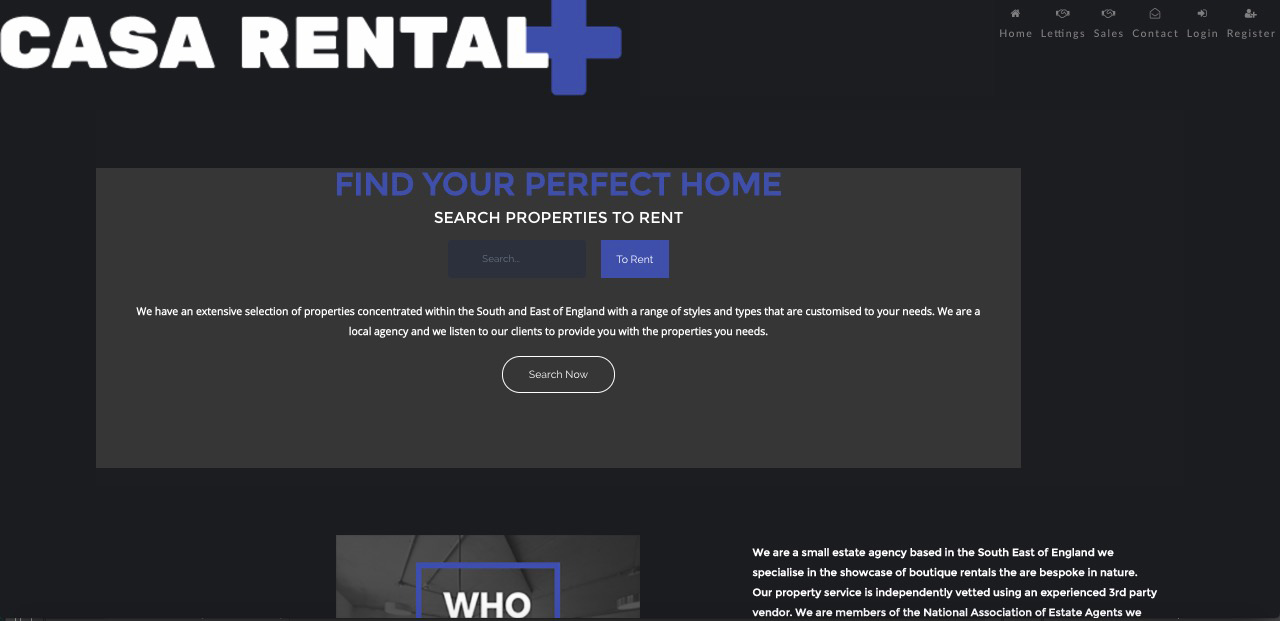 CASA RENTAL+
Home Lettings Sales Contact Login Register
FIND YOUR PERFECT HOME
SEARCH PROPERTIES TO RENT
Search...
To Rent
We have an extensive selection of properties concentrated within the South and East of England with a range of styles and types that are customised to your needs. We are a
local agency and we listen to our clients to provide you with the properties you needs.
Search Now
WHO
We are a small estate agency based in the South East of England we
specialise in the showcase of boutique rentals the are bespoke in nature.
Our property service is independently vetted using an experienced 3rd party
vendor. We are members of the National Association of Estate Agents we